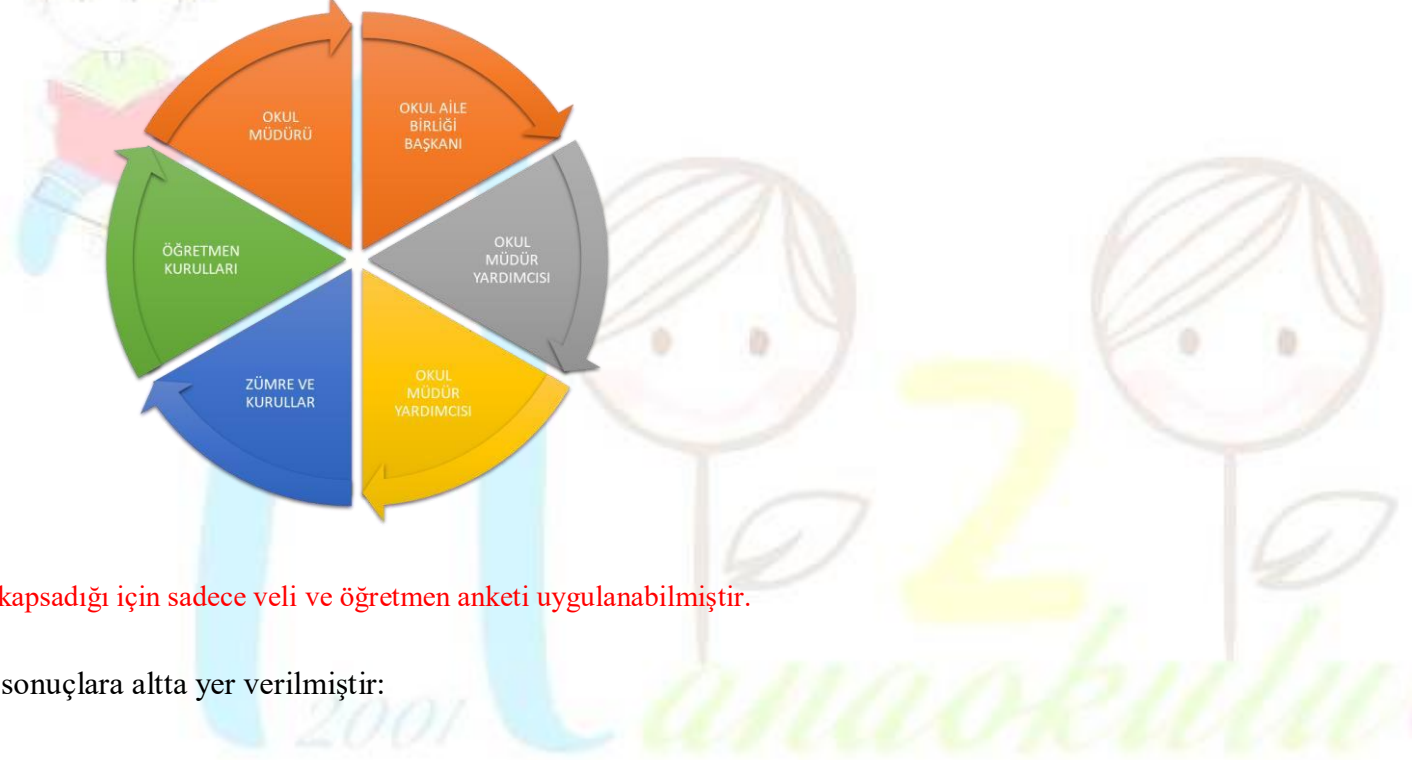 OKUL
MÜDÜRÜ
OKUL AİLE
BİRLİĞİ
BAŞKANI
OKUL
MÜDÜR
YARDIMCISI
OKUL
MÜDÜR
YARDIMCISI
ZÜMRE VE
KURULLAR
ÖĞRETMEN
KURULLARI
kapsadığı için sadece veli ve öğretmen anketi uygulanabilmiştir.
sonuçlara altta yer verilmiştir:
2001
anaokulu